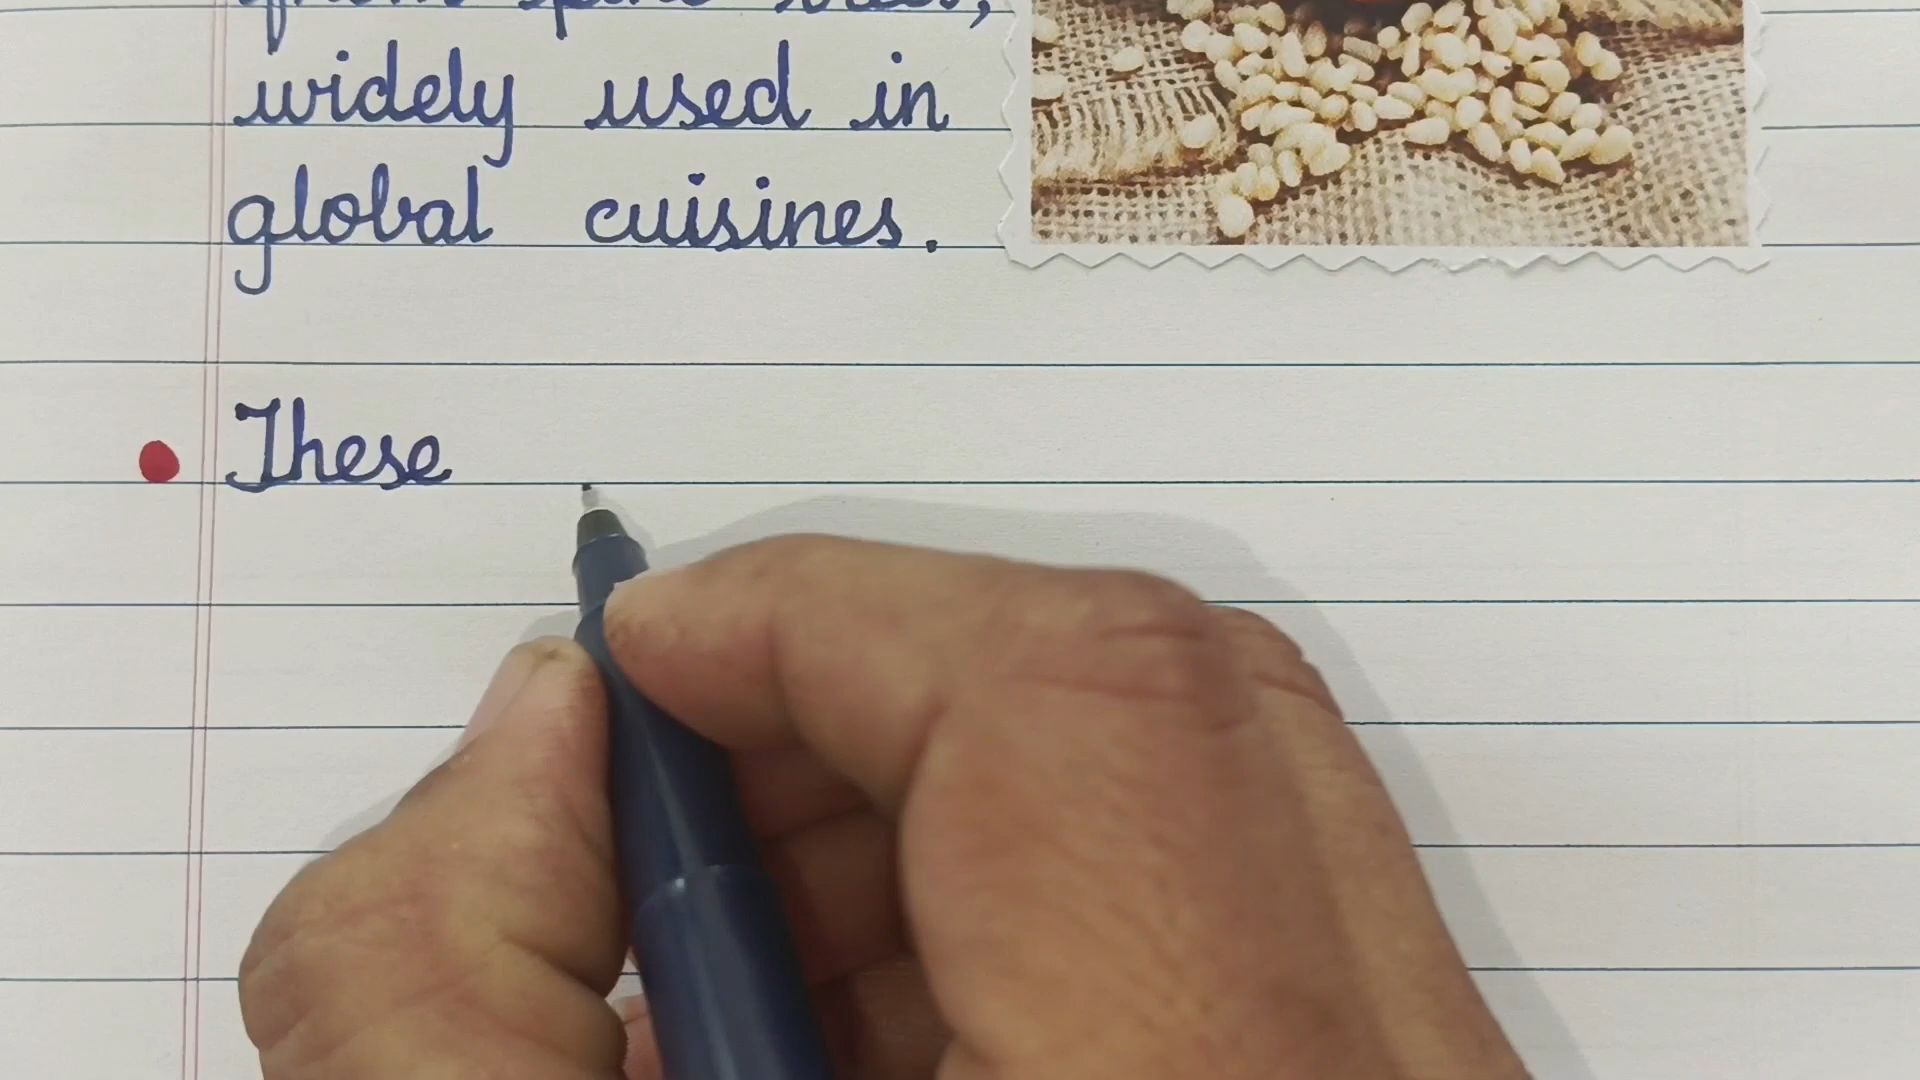 widely used in
global cuisines.
These